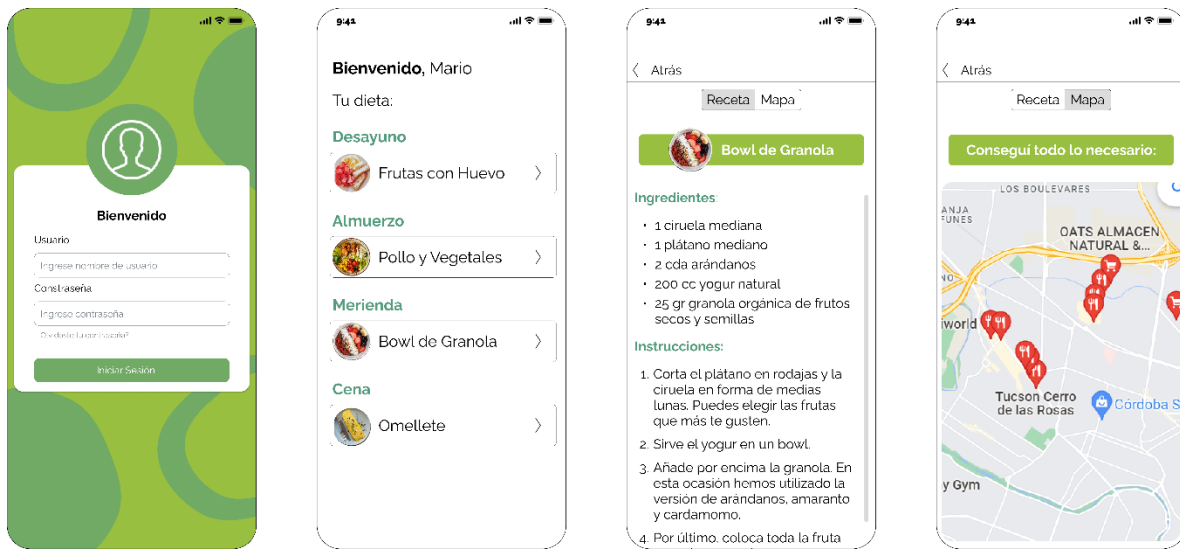 Bienvenido
Usuario
Ingrese nombre de usuario
Constraseña
Ingrese contraseña
Olvidaste tu contraseña?
Iniciar Sesión
9:41
Bienvenido, Mario
Tu dieta:
Desayuno
Frutas con Huevo
Almuerzo
Pollo y Vegetales
Merienda
Bowl de Granola
Cena
Omellete
9:41
Atrás
Receta Mapa
Bowl de Granola
Ingredientes:
• 1 ciruela mediana
• 1 plátano mediano
• 2 cda arándanos
• 200 cc yogur natural
• 25 gr granola orgánica de frutos
secos y semillas
Instrucciones:
1. Corta el plátano en rodajas y la
ciruela en forma de medias
lunas. Puedes elegir las frutas
que más te gusten.
2. Sirve el yogur en un bowl.
3. Añade por encima la granola. En
esta ocasión hemos utilizado la
versión de arándanos, amaranto
y cardamomo.
4. Por último, coloca toda la fruta
9:41
Atrás
Receta Mapa
Conseguí todo lo necesario:
LOS BOULEVARES
ANJA
FUNES
OATS ALMACEN
NATURAL &...
NO
iworld
Tucson Cerro
de las Rosas
Córdoba S
y Gym